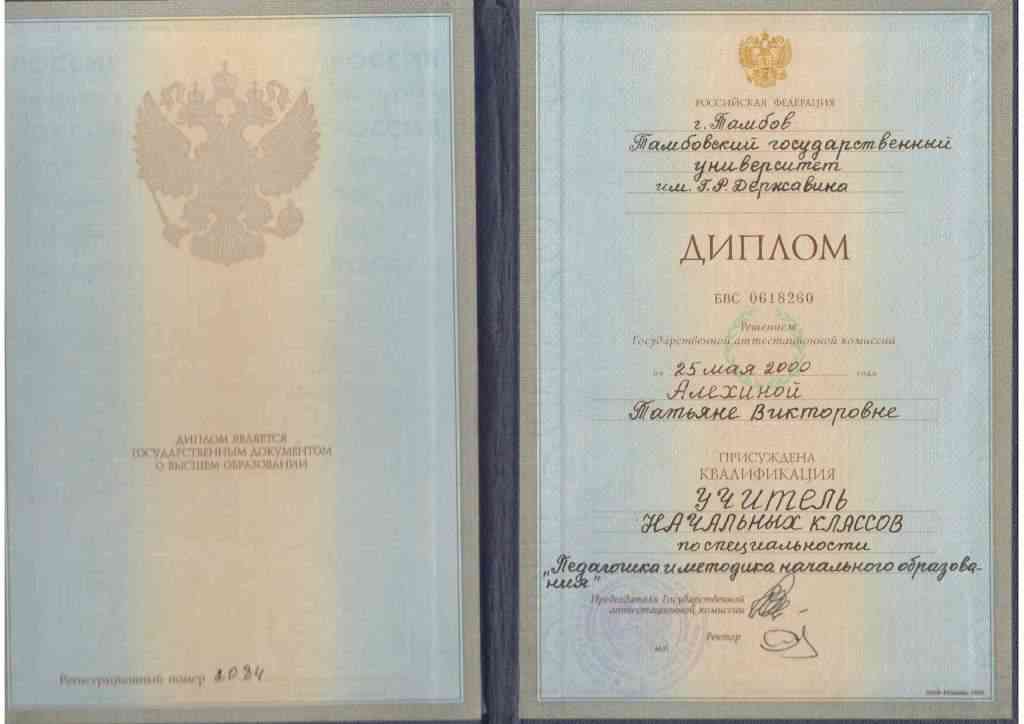 ДИПЛОМ ЯВЛЯЕТСЯ
ГОСУДАРСТВЕННЫМ ДОКУМЕНТОМ
О ВЫСШЕМ ОБРАЗОВАНИИ
Регистрационный номер 2084
РОССИЙСКАЯ ФЕДЕРАЦИЯ
г. Тамбов
Тамбовский государственный
университет
им. Г.Р. Державина
ДИПЛОМ
БВС 0618260
Решением
Государственной аттестационной комиссии
от 25 мая 2000 года
Алехиной
Татьяне Викторовне
ПРИСУЖДЕНА
КВАЛИФИКАЦИЯ
УЧИТЕЛЬ
НАЧАЛЬНЫХ КЛАССОВ
по специальности
„Педагогика и методика начального образова-
ния"
Председатель Государственной
аттестационной комиссии
Ректор
М.П.